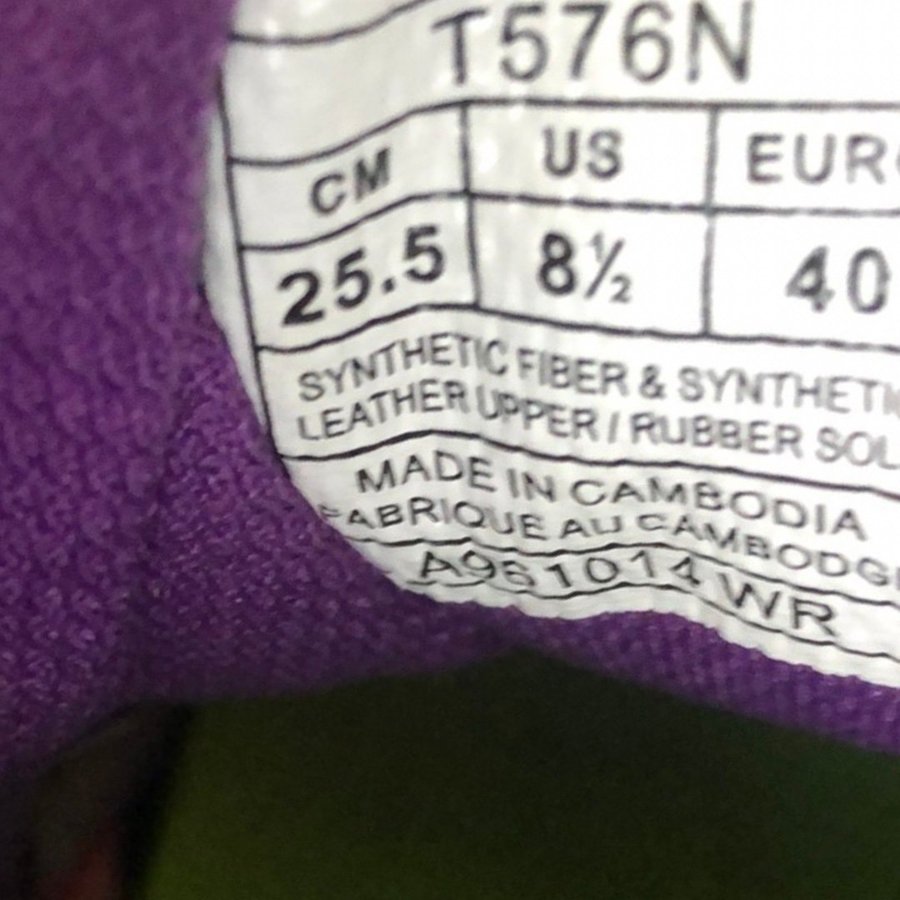 T576N
CM US EURO
25.5 8½ 40
SYNTHETIC FIBER & SYNTHETIC
LEATHER UPPER / RUBBER SOL
MADE IN CAMBODIA
FABRIQUE AU CAMBODGE
A961014 WR